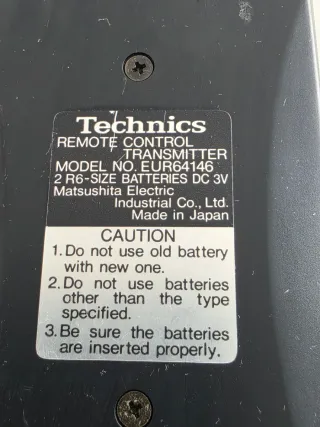 Technics
REMOTE CONTROL
TRANSMITTER
MODEL NO. EUR64146
2 R6-SIZE BATTERIES DC 3V
Matsushita Electric
Industrial Co., Ltd.
Made in Japan
CAUTION
1. Do not use old battery
with new one.
2. Do not use batteries
other than the type
specified.
3. Be sure the batteries
are inserted properly.